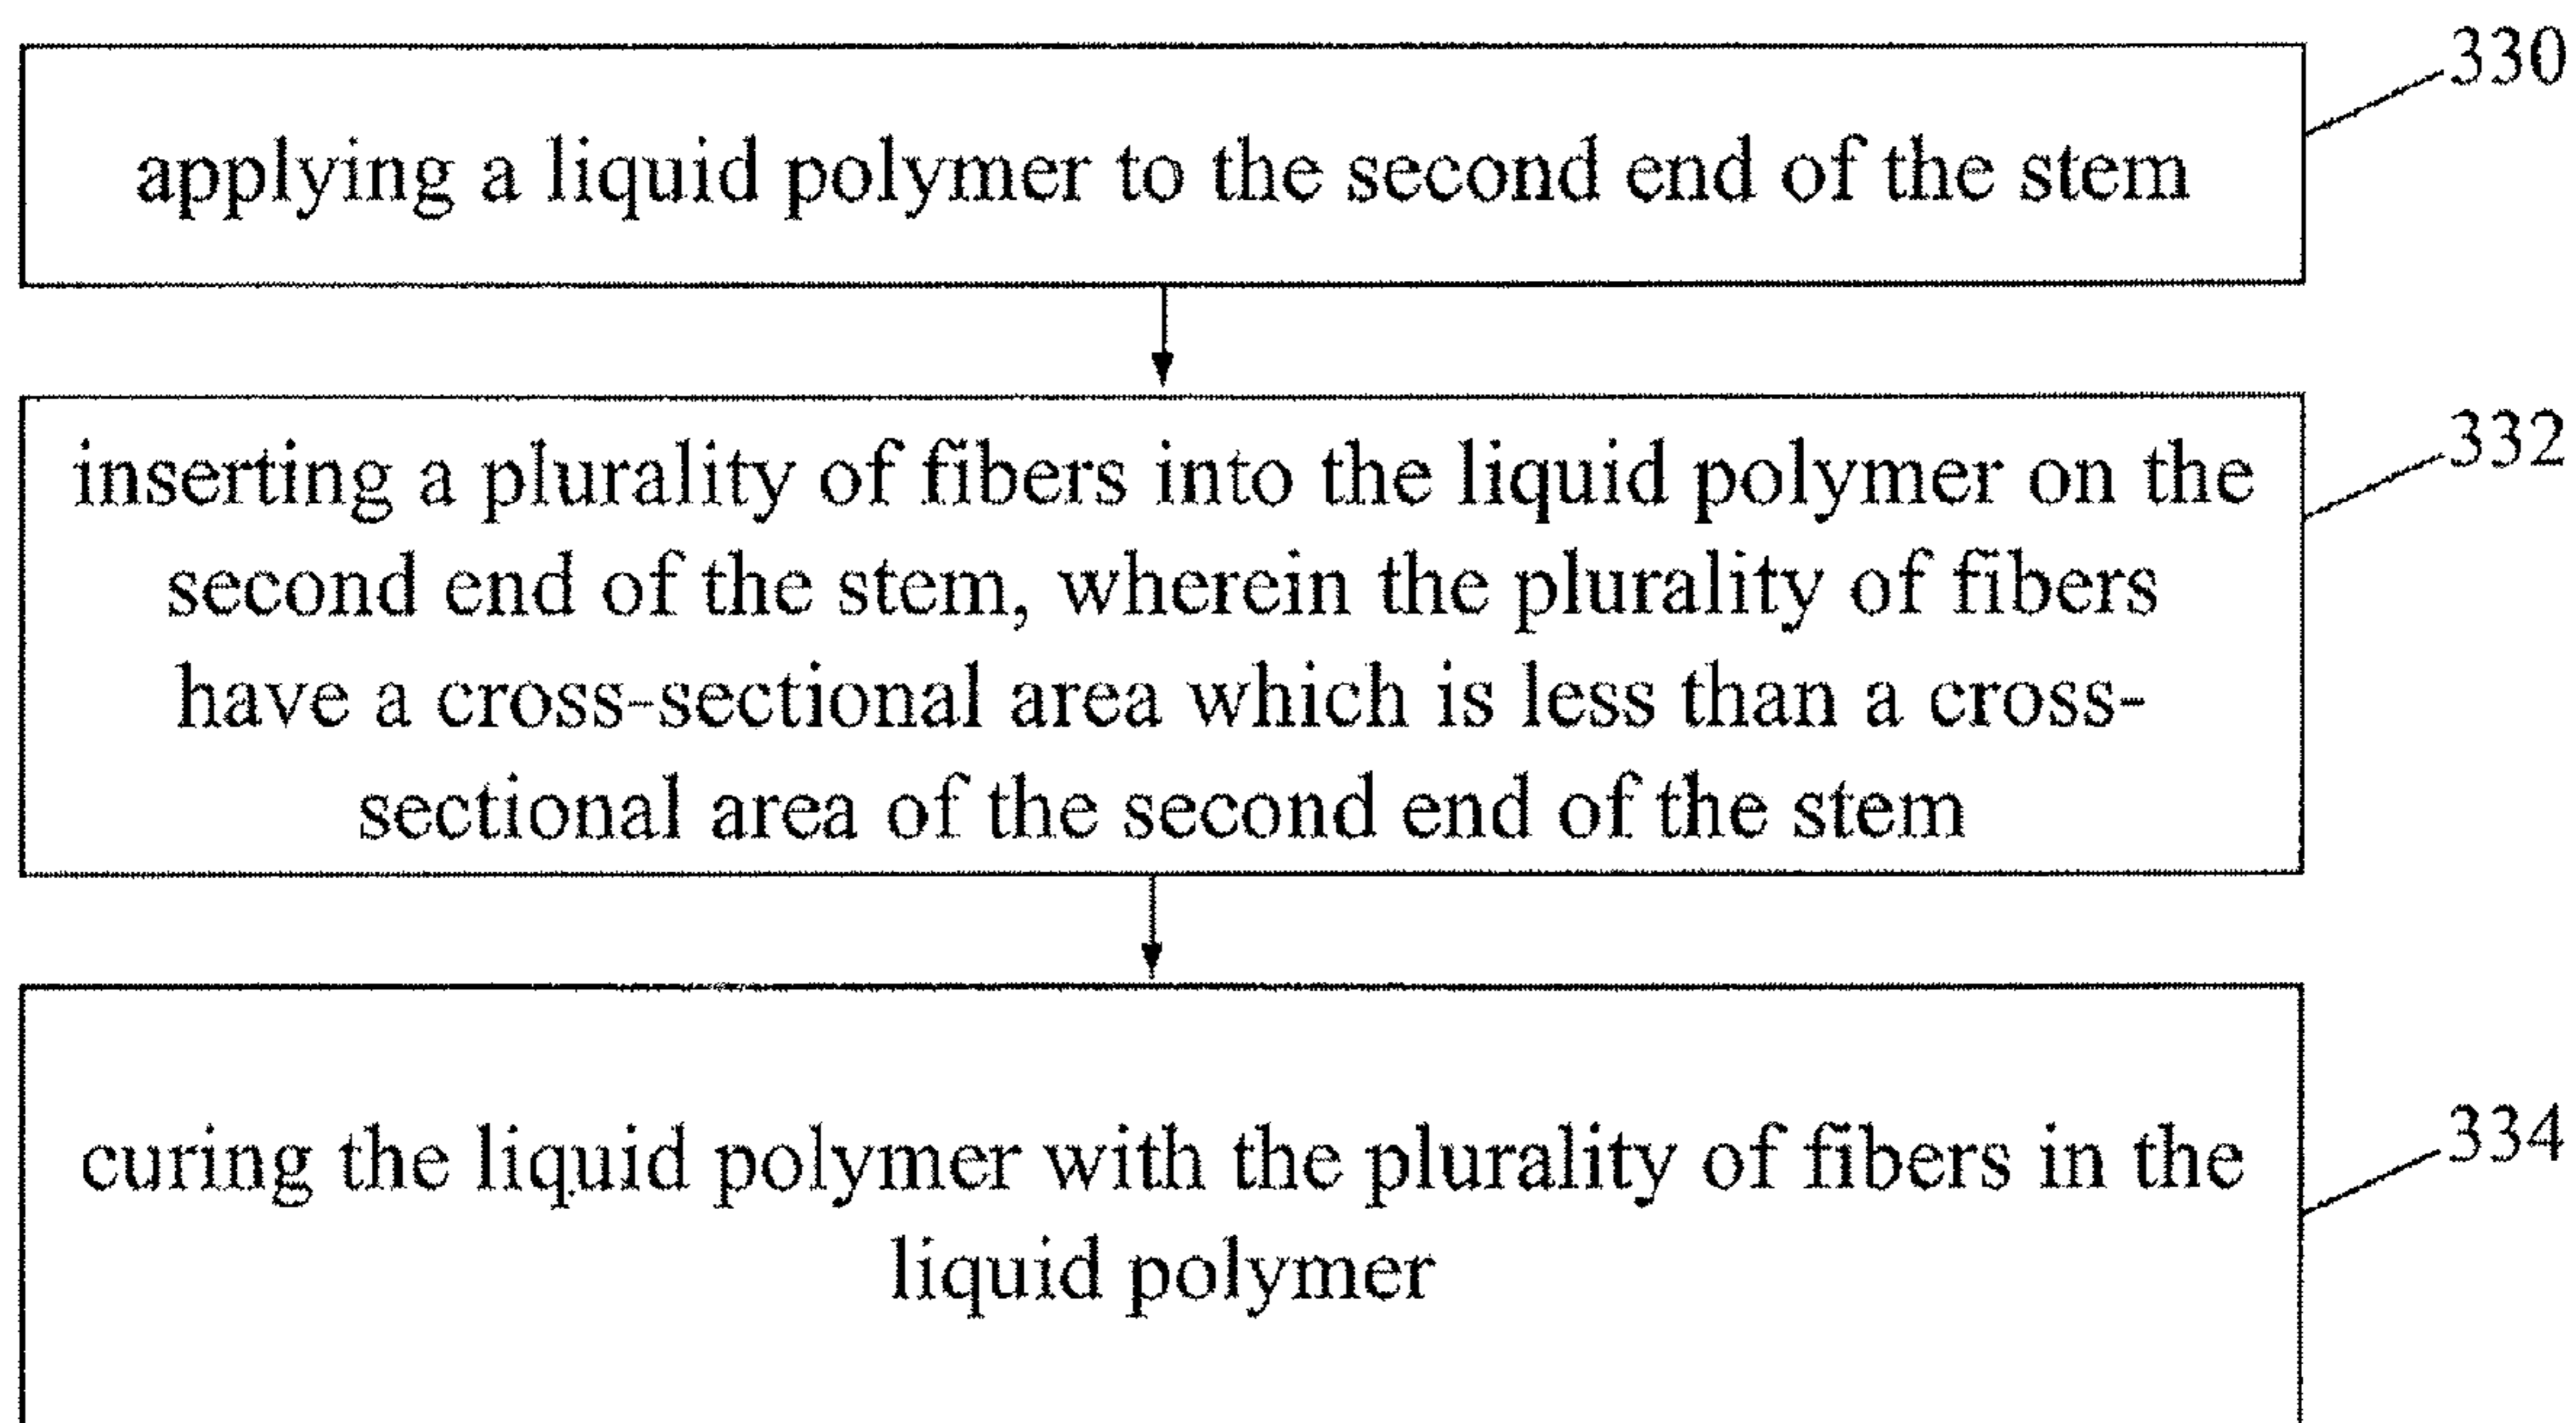 330
applying a liquid polymer to the second end of the stem
332
inserting a plurality of fibers into the liquid polymer on the
second end of the stem, wherein the plurality of fibers
have a cross-sectional area which is less than a cross-
sectional area of the second end of the stem
334
curing the liquid polymer with the plurality of fibers in the
liquid polymer